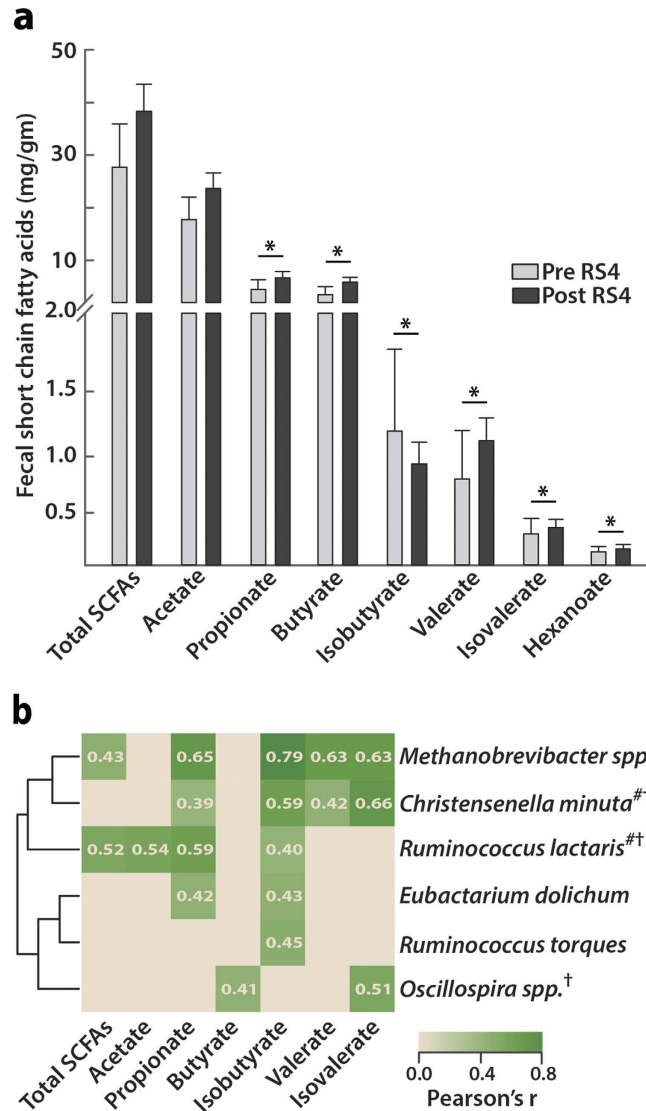 a
Fecal short chain fatty acids (mg/gm)
50
30
10
2.0
1.5
1.0
0.5
* * * * * *
Pre RS4
Post RS4
Total SCFAs
Acetate
Propionate
Butyrate
Isobutyrate
Valerate
Isovalerate
Hexanoate
b
0.43 0.65 0.79 0.63 0.63 Methanobrevibacter spp
0.39 0.59 0.42 0.66 Christensenella minuta#†
0.52 0.54 0.59 0.40 Ruminococcus lactaris#†
0.42 0.43 Eubactarium dolichum
0.45 Ruminococcus torques
0.41 0.51 Oscillospira spp.†
Total SCFAs
Acetate
Propionate
Butyrate
Isobutyrate
Valerate
Isovalerate
0.0 0.4 0.8
Pearson's r